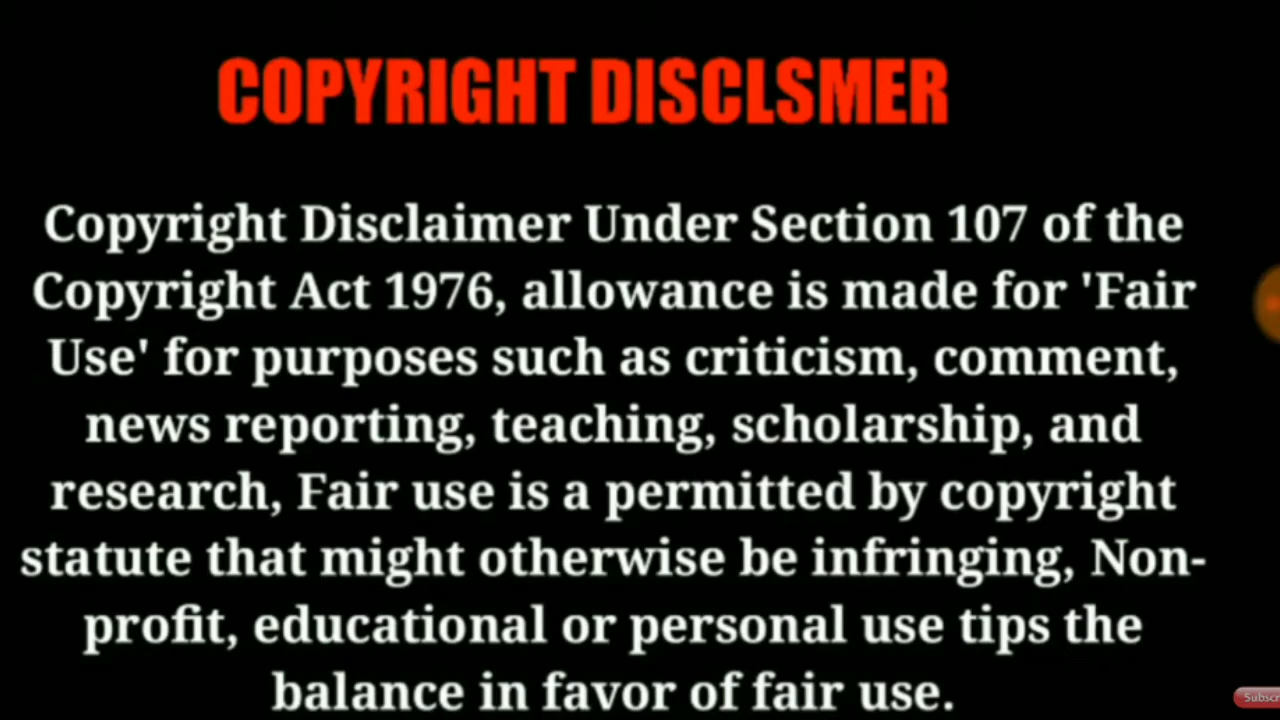 COPYRIGHT DISCLSMER
Copyright Disclaimer Under Section 107 of the
Copyright Act 1976, allowance is made for 'Fair
Use' for purposes such as criticism, comment,
news reporting, teaching, scholarship, and
research, Fair use is a permitted by copyright
statute that might otherwise be infringing, Non-
profit, educational or personal use tips the
balance in favor of fair use.
Subscr